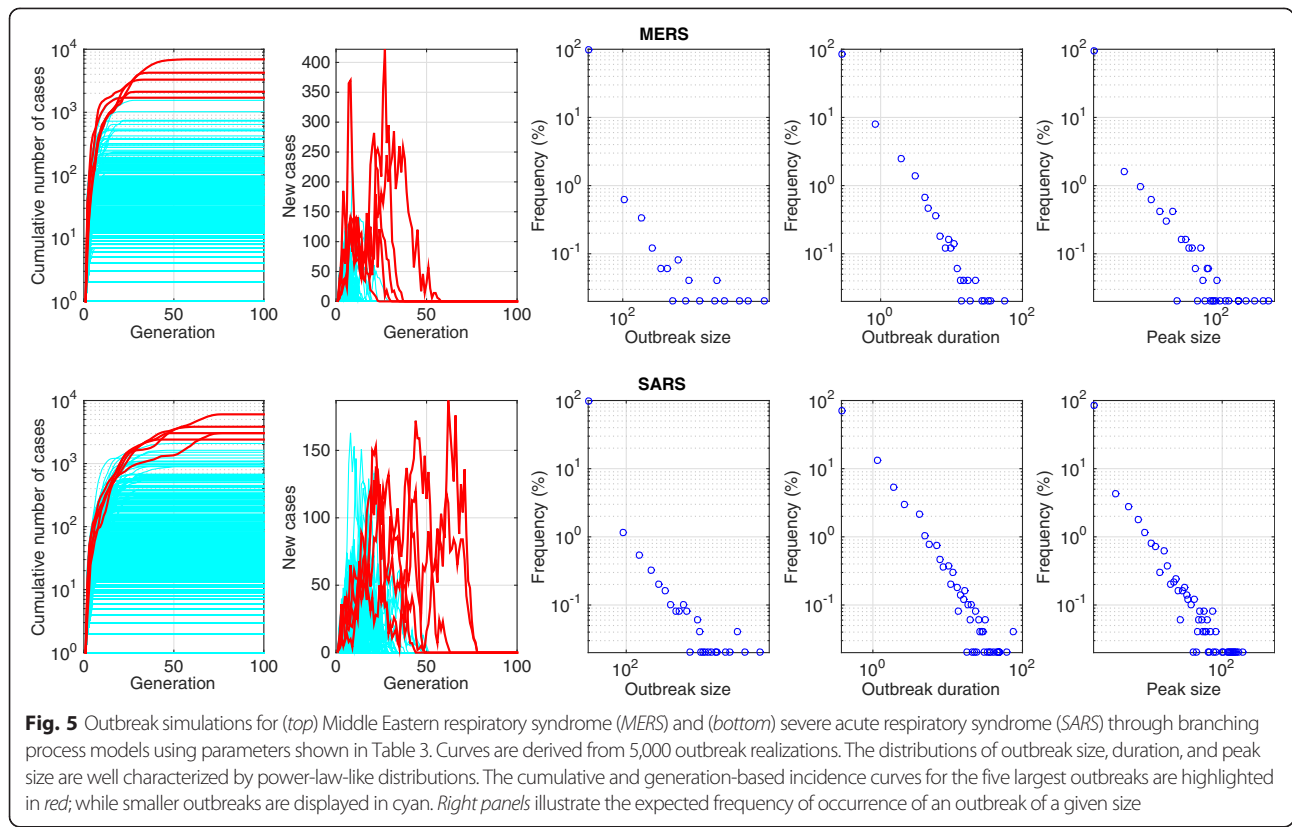 MERS
10^4
10^3
10^2
10^1
10^0
Cumulative number of cases
0 50 100
Generation
400
350
300
250
200
150
100
50
0
New cases
0 50 100
Generation
10^2
10^1
10^0
10^-1
Frequency (%)
10^2
Outbreak size
10^2
10^1
10^0
10^-1
Frequency (%)
10^0 10^2
Outbreak duration
10^2
10^1
10^0
10^-1
Frequency (%)
10^2
Peak size
SARS
10^4
10^3
10^2
10^1
10^0
Cumulative number of cases
0 50 100
Generation
150
100
50
0
New cases
0 50 100
Generation
10^2
10^1
10^0
10^-1
Frequency (%)
10^2
Outbreak size
10^2
10^1
10^0
10^-1
Frequency (%)
10^0 10^2
Outbreak duration
10^2
10^1
10^0
10^-1
Frequency (%)
10^2
Peak size
Fig. 5 Outbreak simulations for (top) Middle Eastern respiratory syndrome (MERS) and (bottom) severe acute respiratory syndrome (SARS) through branching
process models using parameters shown in Table 3. Curves are derived from 5,000 outbreak realizations. The distributions of outbreak size, duration, and peak
size are well characterized by power-law-like distributions. The cumulative and generation-based incidence curves for the five largest outbreaks are highlighted
in red; while smaller outbreaks are displayed in cyan. Right panels illustrate the expected frequency of occurrence of an outbreak of a given size